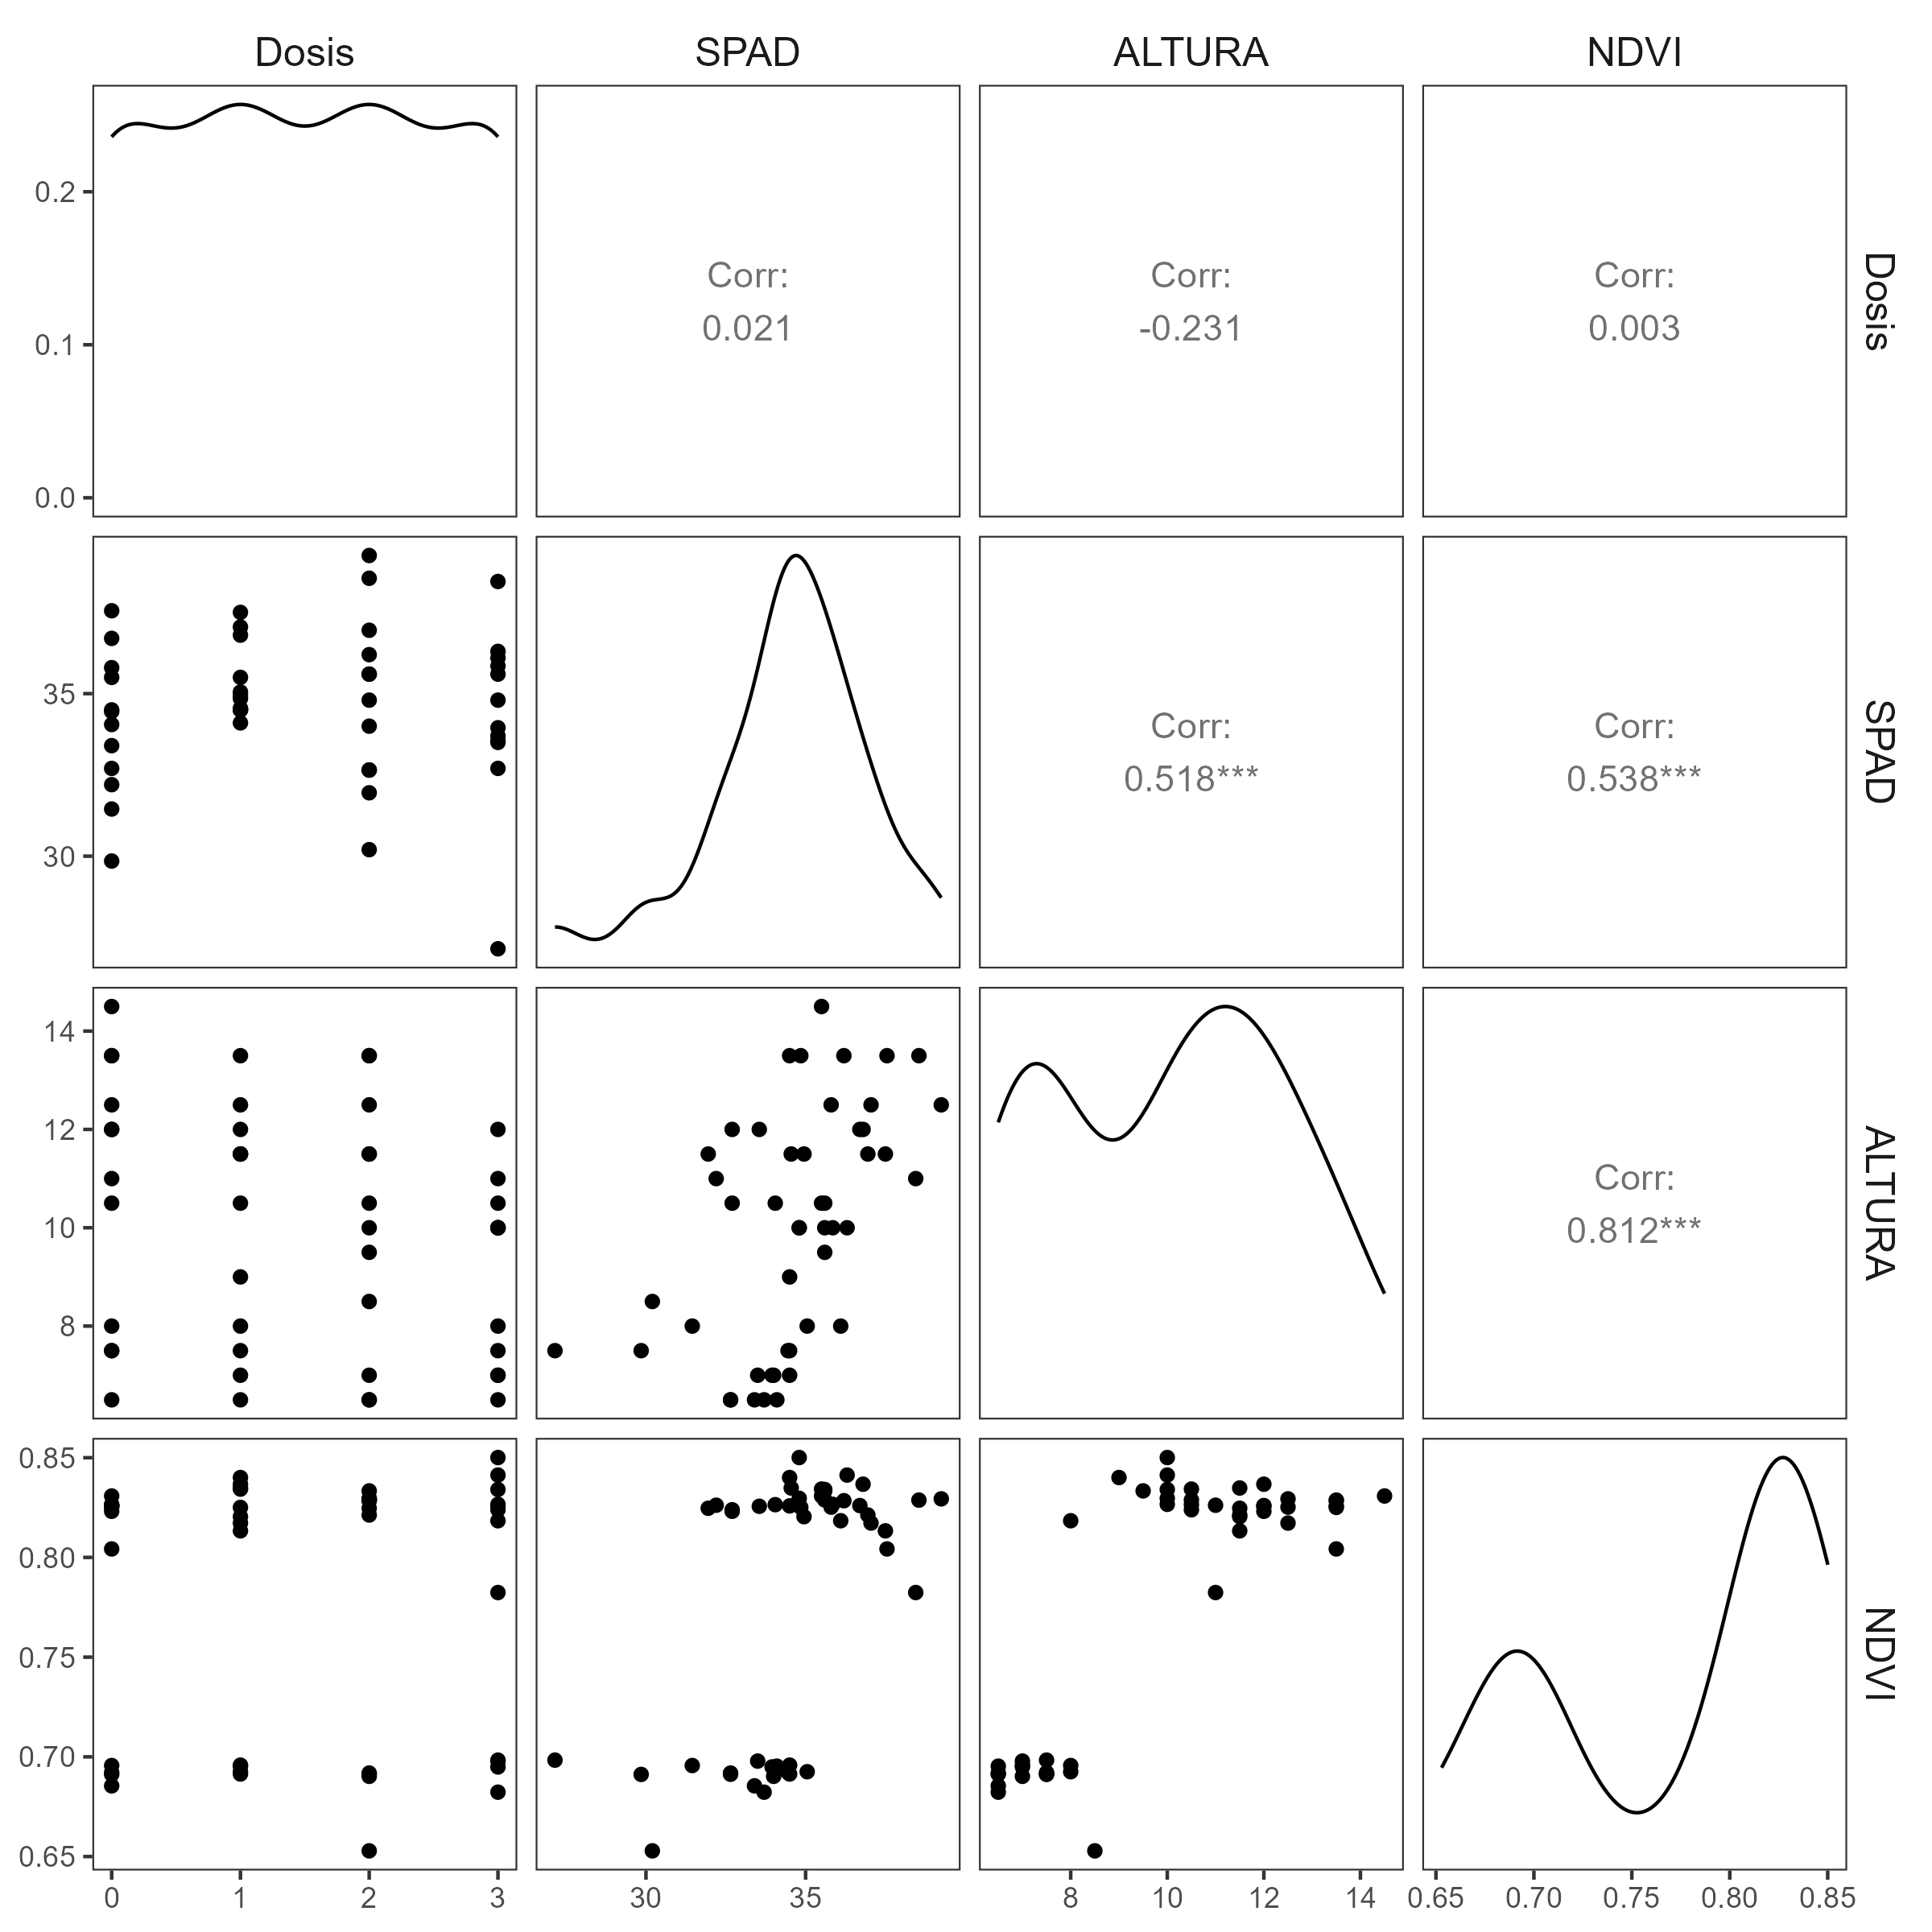 Dosis SPAD ALTURA NDVI
0.2
0.1
0.0
Corr:
0.021
Corr:
-0.231
Corr:
0.003
Dosis
35
30
Corr:
0.518***
Corr:
0.538***
SPAD
14
12
10
8
Corr:
0.812***
ALTURA
0.85
0.80
0.75
0.70
0.65
NDVI
0 1 2 3
30 35
8 10 12 14
0.65 0.70 0.75 0.80 0.85